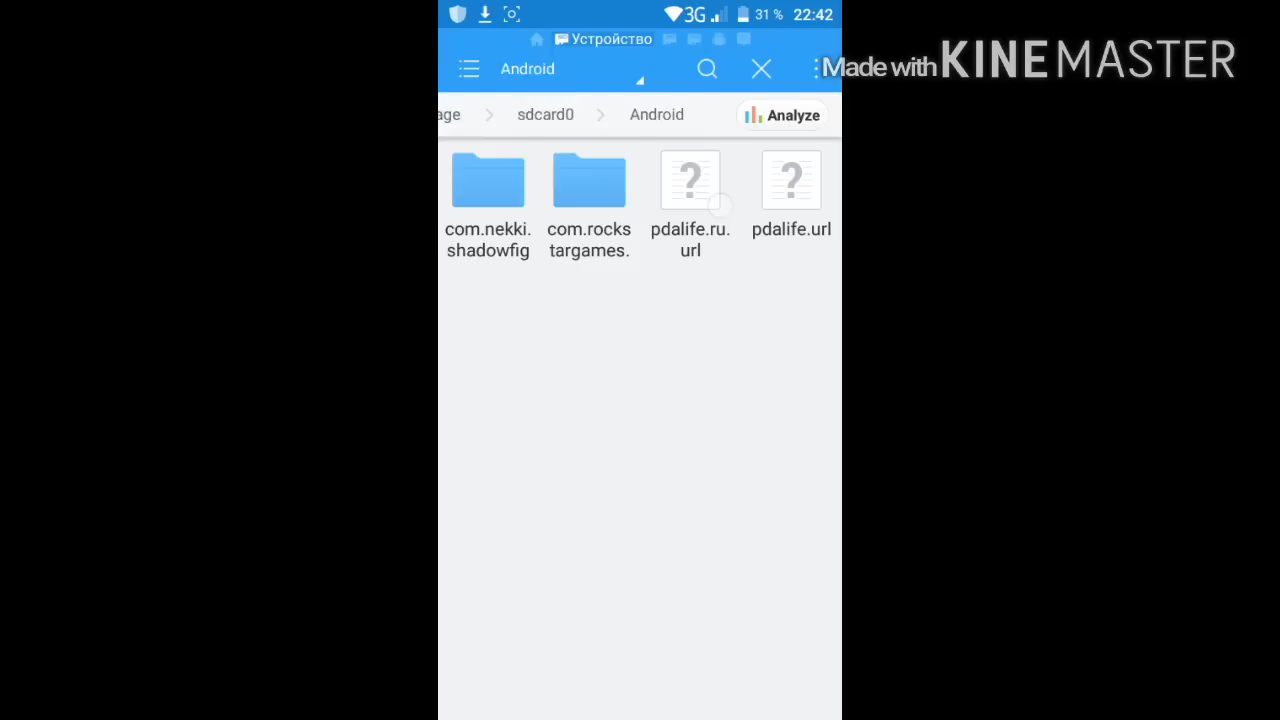 3G 31 % 22:42
Устройство
Android
Made with KINEMASTER
age sdcard0 Android Analyze
com.nekki.
shadowfig
com.rocks
targames.
pdalife.ru.
url
pdalife.url